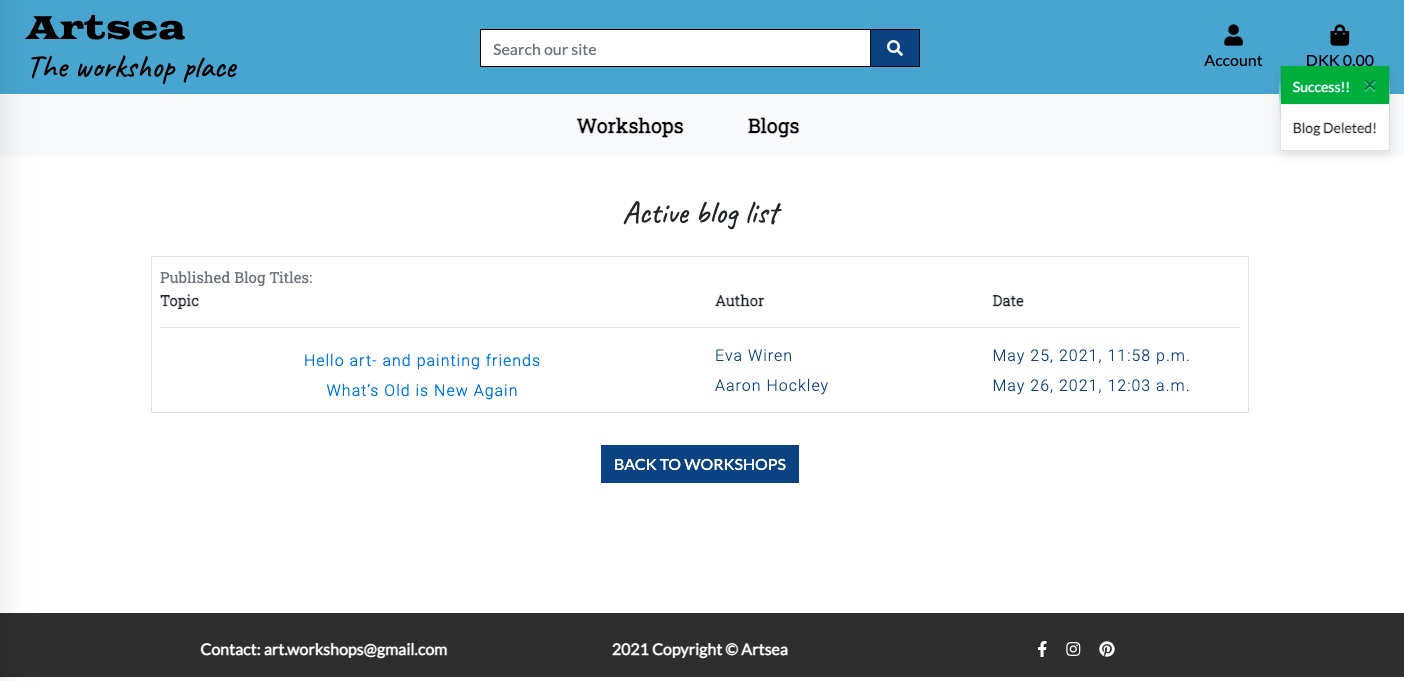 Artsea
The workshop place
Search our site
Account
DKK 0.00
Success!! ×
Blog Deleted!
Workshops Blogs
Active blog list
Published Blog Titles:
Topic Author Date
Hello art- and painting friends Eva Wiren May 25, 2021, 11:58 p.m.
What’s Old is New Again Aaron Hockley May 26, 2021, 12:03 a.m.
BACK TO WORKSHOPS
Contact: art.workshops@gmail.com 2021 Copyright © Artsea